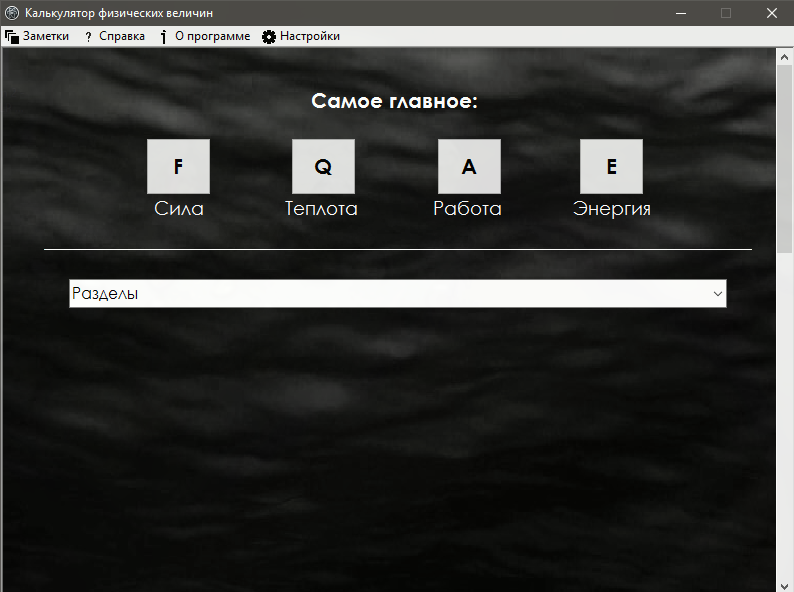 Калькулятор физических величин
Заметки ? Справка О программе Настройки
Самое главное:
F Q A E
Сила Теплота Работа Энергия
Разделы